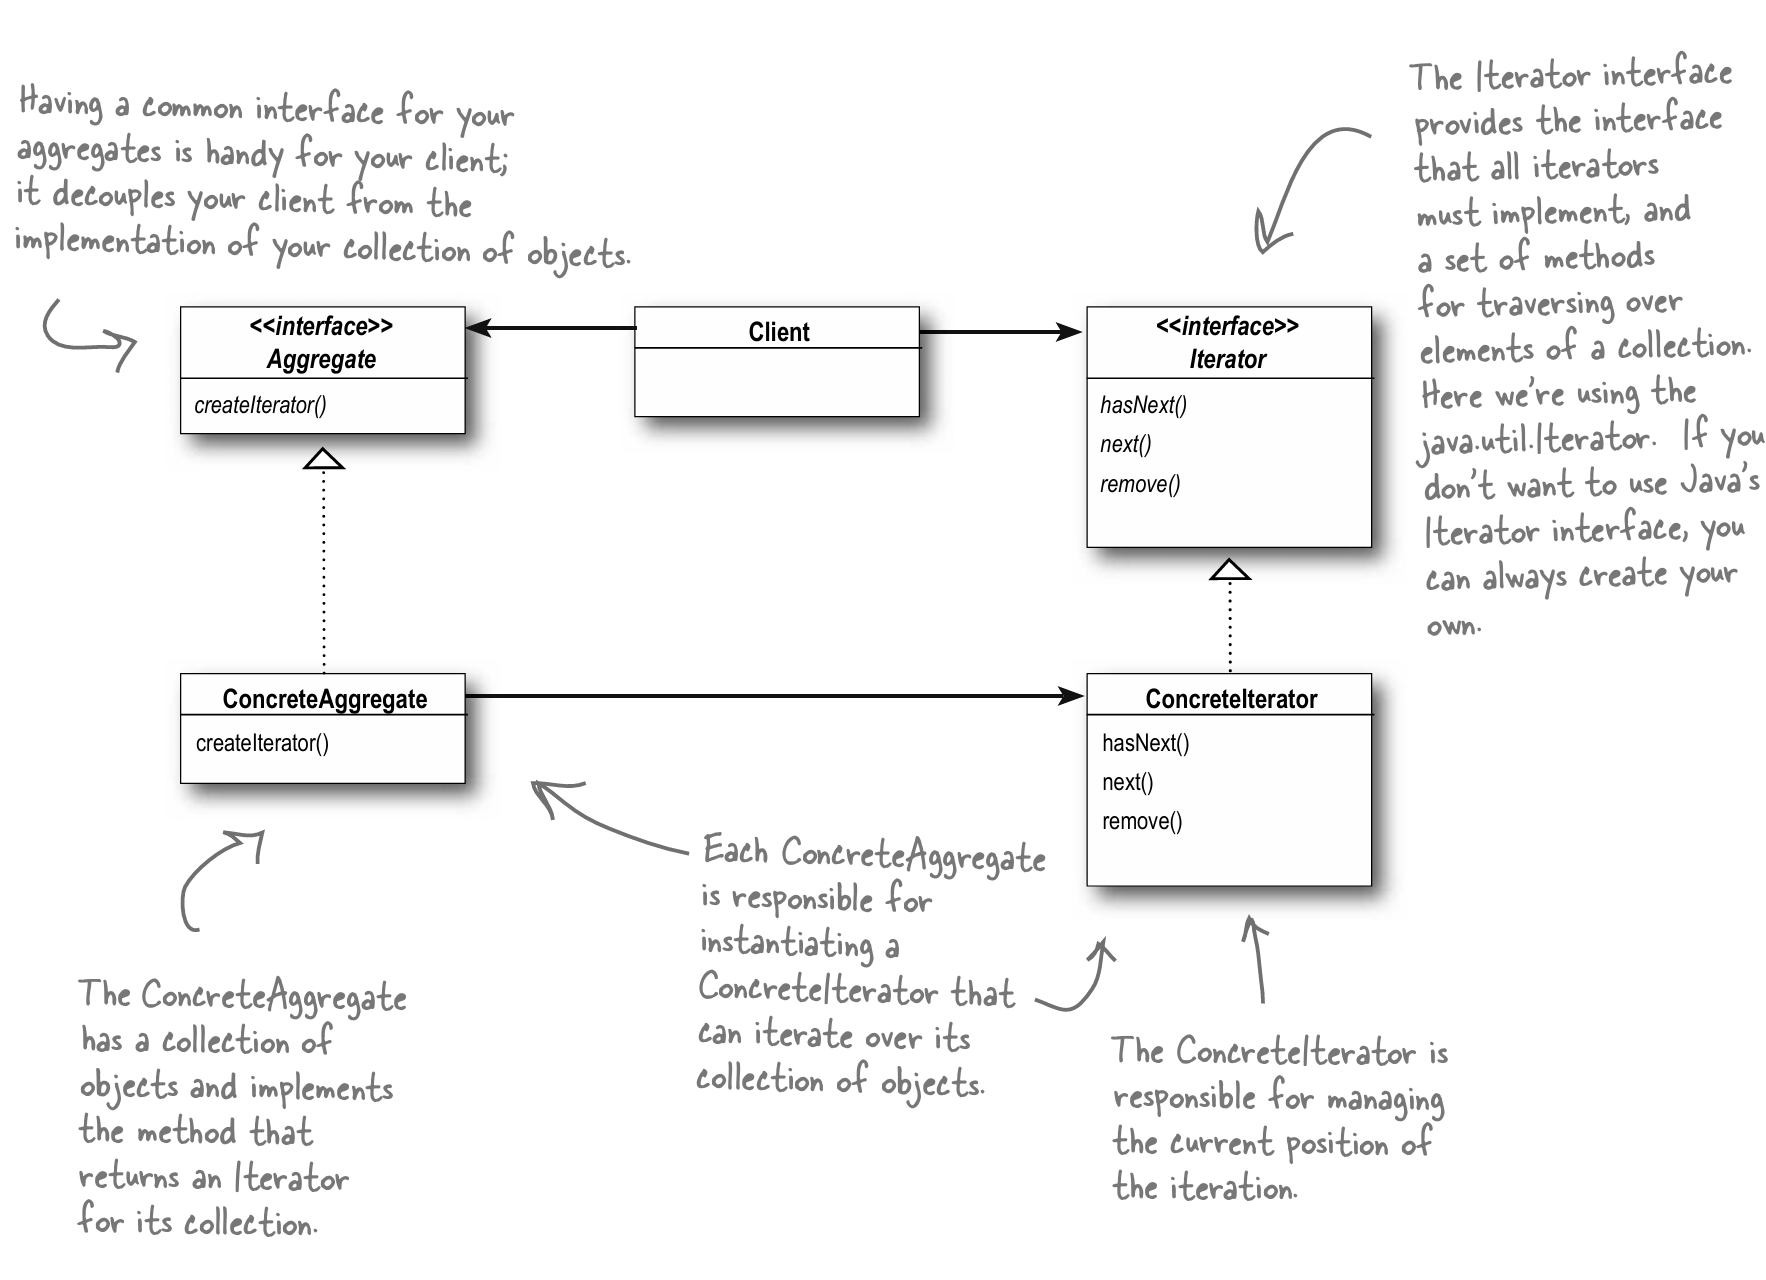 Having a common interface for your
aggregates is handy for your client;
it decouples your client from the
implementation of your collection of objects.
The Iterator interface
provides the interface
that all iterators
must implement, and
a set of methods
for traversing over
elements of a collection.
Here we're using the
java.util.Iterator. If you
don't want to use Java's
Iterator interface, you
can always create your
own.
<<interface>>
Aggregate
createIterator()
Client
<<interface>>
Iterator
hasNext()
next()
remove()
ConcreteAggregate
createIterator()
ConcreteIterator
hasNext()
next()
remove()
Each ConcreteAggregate
is responsible for
instantiating a
ConcreteIterator that
can iterate over its
collection of objects.
The ConcreteAggregate
has a collection of
objects and implements
the method that
returns an Iterator
for its collection.
The ConcreteIterator is
responsible for managing
the current position of
the iteration.